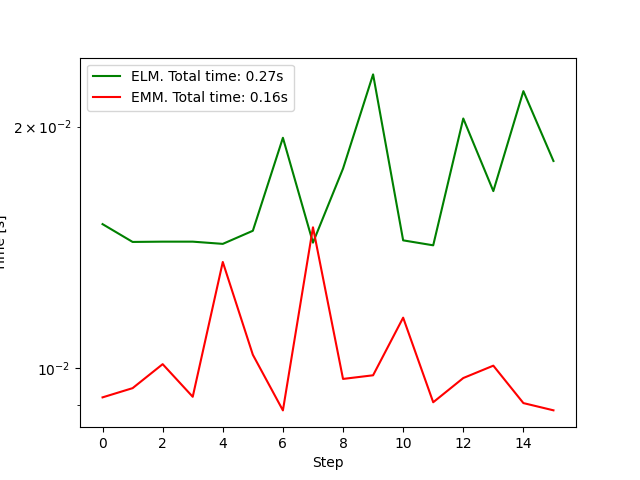 ELM. Total time: 0.27s
EMM. Total time: 0.16s
2 × 10⁻²
10⁻²
[s]
0 2 4 6 8 10 12 14
Step